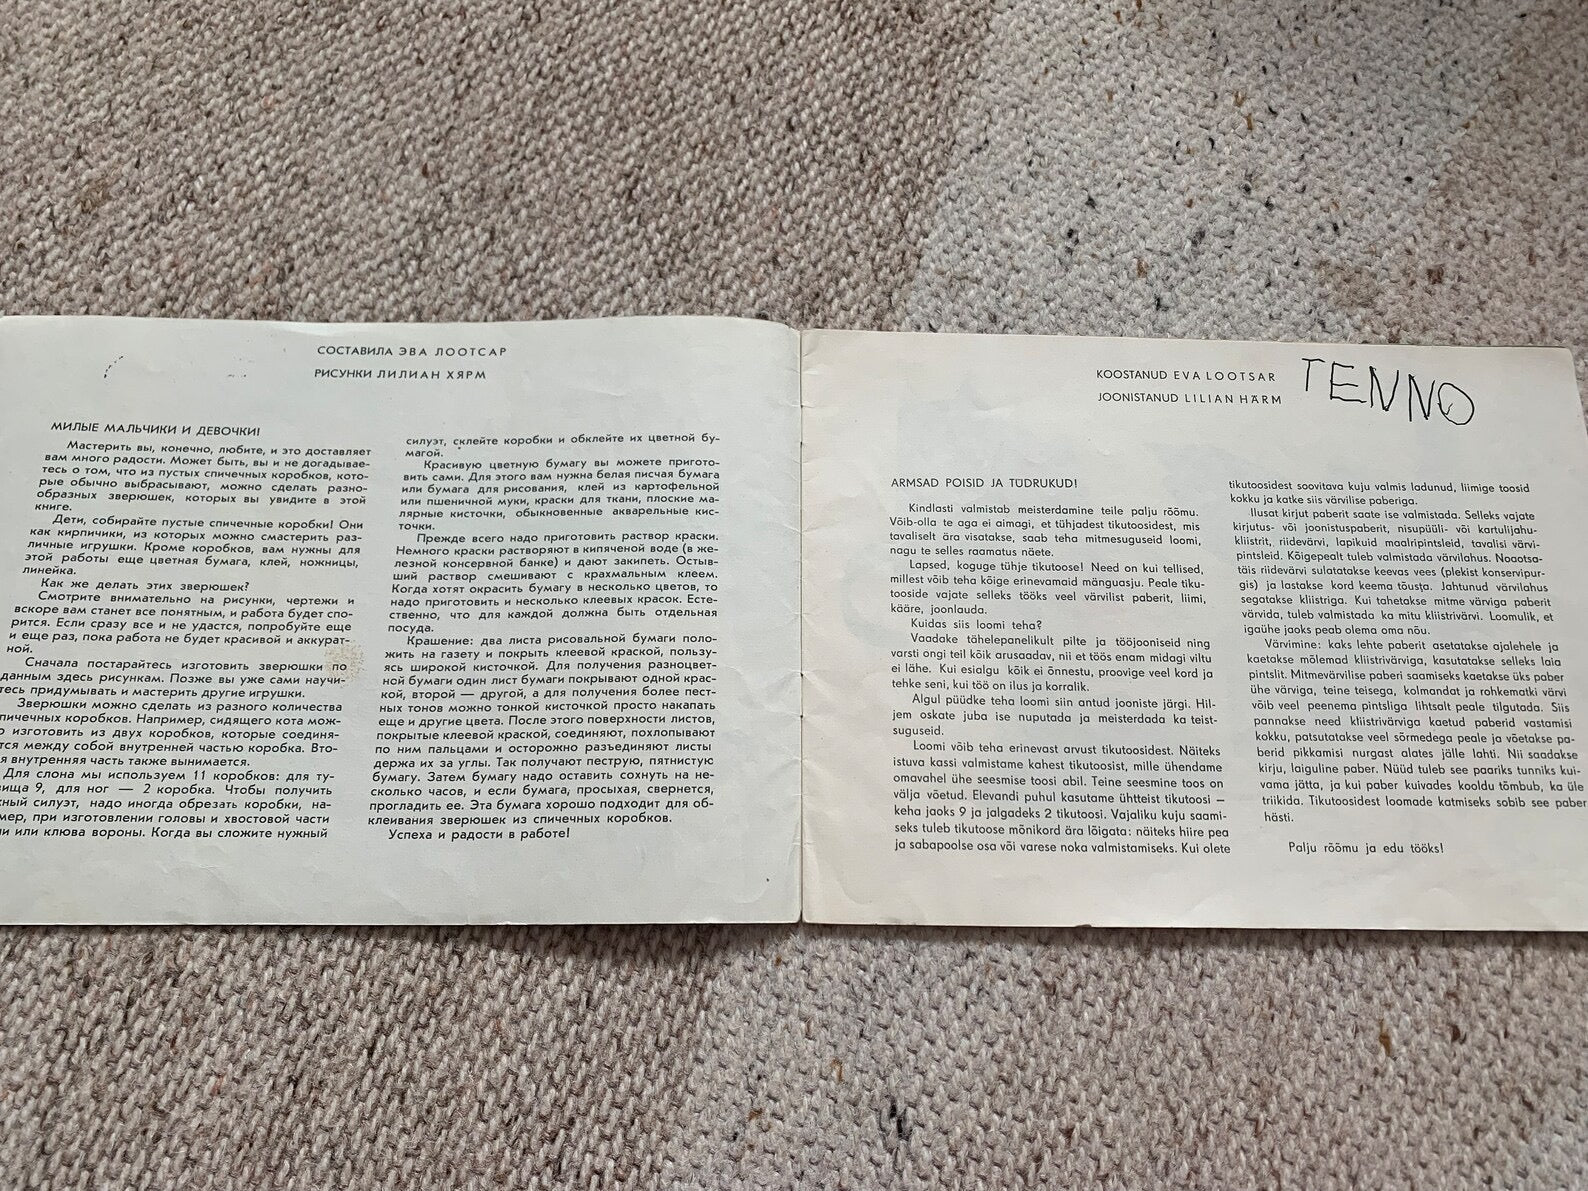 СОСТАВИЛА ЭВА ЛООТСАР
РИСУНКИ ЛИЛИАН ХЯРМ
МИЛЫЕ МАЛЬЧИКИ И ДЕВОЧКИ!
Мастерить вы, конечно, любите, и это доставляет
вам много радости. Может быть, вы и не догадывае-
тесь о том, что из пустых спичечных коробков, кото-
рые обычно выбрасывают, можно сделать разно-
образных зверюшек, которых вы увидите в этой
книге.
Дети, собирайте пустые спичечные коробки! Они
как кирпичики, из которых можно смастерить раз-
личные игрушки. Кроме коробков, вам нужны для
этой работы еще цветная бумага, клей, ножницы,
линейка.
Как же делать этих зверюшек?
Смотрите внимательно на рисунки, чертежи и
вскоре вам станет все понятным, и работа будет спо-
рится. Если сразу все и не удастся, попробуйте еще
и еще раз, пока работа не будет красивой и аккурат-
ной.
Сначала постарайтесь изготовить зверюшки по
данным здесь рисункам. Позже вы уже сами научи-
тесь придумывать и мастерить другие игрушки.
Зверюшки можно сделать из разного количества
пичечных коробков. Например, сидящего кота мож-
о изготовить из двух коробков, которые соединя-
тся между собой внутренней частью коробка. Вто-
я внутренняя часть также вынимается.
Для слона мы используем 11 коробков: для ту-
вища 9, для ног — 2 коробка. Чтобы получить
ный силуэт, надо иногда обрезать коробки, на-
мер, при изготовлении головы и хвостовой части
и или клюва вороны. Когда вы сложите нужный
силуэт, склейте коробки и обклейте их цветной бу-
магой.
Красивую цветную бумагу вы можете пригото-
вить сами. Для этого вам нужна белая писчая бумага
или бумага для рисования, клей из картофельной
или пшеничной муки, краски для ткани, плоские ма-
лярные кисточки, обыкновенные акварельные кис-
точки.
Прежде всего надо приготовить раствор краски.
Немного краски растворяют в кипяченой воде (в же-
лезной консервной банке) и дают закипеть. Остыв-
ший раствор смешивают с крахмальным клеем.
Когда хотят окрасить бумагу в несколько цветов, то
надо приготовить и несколько клеевых красок. Есте-
ственно, что для каждой должна быть отдельная
посуда.
Крашение: два листа рисовальной бумаги поло-
жить на газету и покрыть клеевой краской, пользу-
ясь широкой кисточкой. Для получения разноцвет-
ной бумаги один лист бумаги покрывают одной крас-
кой, второй — другой, а для получения более пест-
ных тонов можно тонкой кисточкой просто накапать
еще и другие цвета. После этого поверхности листов,
покрытые клеевой краской, соединяют, похлопывают
по ним пальцами и осторожно разъединяют листы
держа их за углы. Так получают пеструю, пятнистую
бумагу. Затем бумагу надо оставить сохнуть на не-
сколько часов, и если бумага, просыхая, свернется,
прогладить ее. Эта бумага хорошо подходит для об-
клеивания зверюшек из спичечных коробков.
Успеха и радости в работе!
KOOSTANUD EVA LOOTSAR
JOONISTANUD LILIAN HÄRM
TENNO
ARMSAD POISID JA TÜDRUKUD!
Kindlasti valmistab meisterdamine teile palju rõõmu.
Võib-olla te aga ei aimagi, et tühjadest tikutoosidest, mis
tavaliselt ära visatakse, saab teha mitmesuguseid loomi,
nagu te selles raamatus näete.
Lapsed, koguge tühje tikutoose! Need on kui tellised,
millest võib teha kõige erinevamaid mänguasju. Peale tiku-
tooside vajate selleks tööks veel värvilist paberit, liimi,
kääre, joonlauda.
Kuidas siis loomi teha?
Vaadake tähelepanelikult pilte ja tööjooniseid ning
varsti ongi teil kõik arusaadav, nii et töös enam midagi viltu
ei lähe. Kui esialgu kõik ei õnnestu, proovige veel kord ja
tehke seni, kui töö on ilus ja korralik.
Algul püüdke teha loomi siin antud jooniste järgi. Hil-
jem oskate juba ise nuputada ja meisterdada ka teist-
suguseid.
Loomi võib teha erinevast arvust tikutoosidest. Näiteks
istuva kassi valmistame kahest tikutoosist, mille ühendame
omavahel ühe seesmise toosi abil. Teine seesmine toos on
välja võetud. Elevandi puhul kasutame ühtteist tikutoosi —
keha jaoks 9 ja jalgadeks 2 tikutoosi. Vajaliku kuju saami-
seks tuleb tikutoose mõnikord ära lõigata: näiteks hiire pea
ja sabapoolse osa või varese noka valmistamiseks. Kui olete
tikutoosidest soovitava kuju valmis ladunud, liimige toosid
kokku ja katke siis värvilise paberiga.
Ilusat kirjut paberit saate ise valmistada. Selleks vajate
kirjutus- või joonistuspaberit, nisupüüli- või kartulijahu-
kliistrit, riidevärvi, lapikuid maalripintsleid, tavalisi värvi-
pintsleid. Kõigepealt tuleb valmistada värvilahus. Noaotsa-
täis riidevärvi sulatatakse keevas vees (plekist konservipur-
gis) ja lastakse kord keema tõusta. Jahtunud värvilahus
segatakse kliistriga. Kui tahetakse mitme värviga paberit
värvida, tuleb valmistada ka mitu kliistrivärvi. Loomulik, et
igaühe jaoks peab olema oma nõu.
Värvimine: kaks lehte paberit asetatakse ajalehele ja
kaetakse mõlemad kliistrivärviga, kasutatakse selleks laia
pintslit. Mitmevärvilise paberi saamiseks kaetakse üks paber
ühe värviga, teine teisega, kolmandat ja rohkematki värvi
võib veel peenema pintsliga lihtsalt peale tilgutada. Siis
pannakse need kliistrivärviga kaetud paberid vastamisi
kokku, patsutatakse veel sõrmedega peale ja võetakse pa-
berid pikkamisi nurgast alates jälle lahti. Nii saadakse
kirju, laiguline paber. Nüüd tuleb see paariks tunniks kui-
vama jätta, ja kui paber kuivades kooldu tõmbub, ka üle
triikida. Tikutoosidest loomade katmiseks sobib see paber
hästi.
Palju rõõmu ja edu tööks!